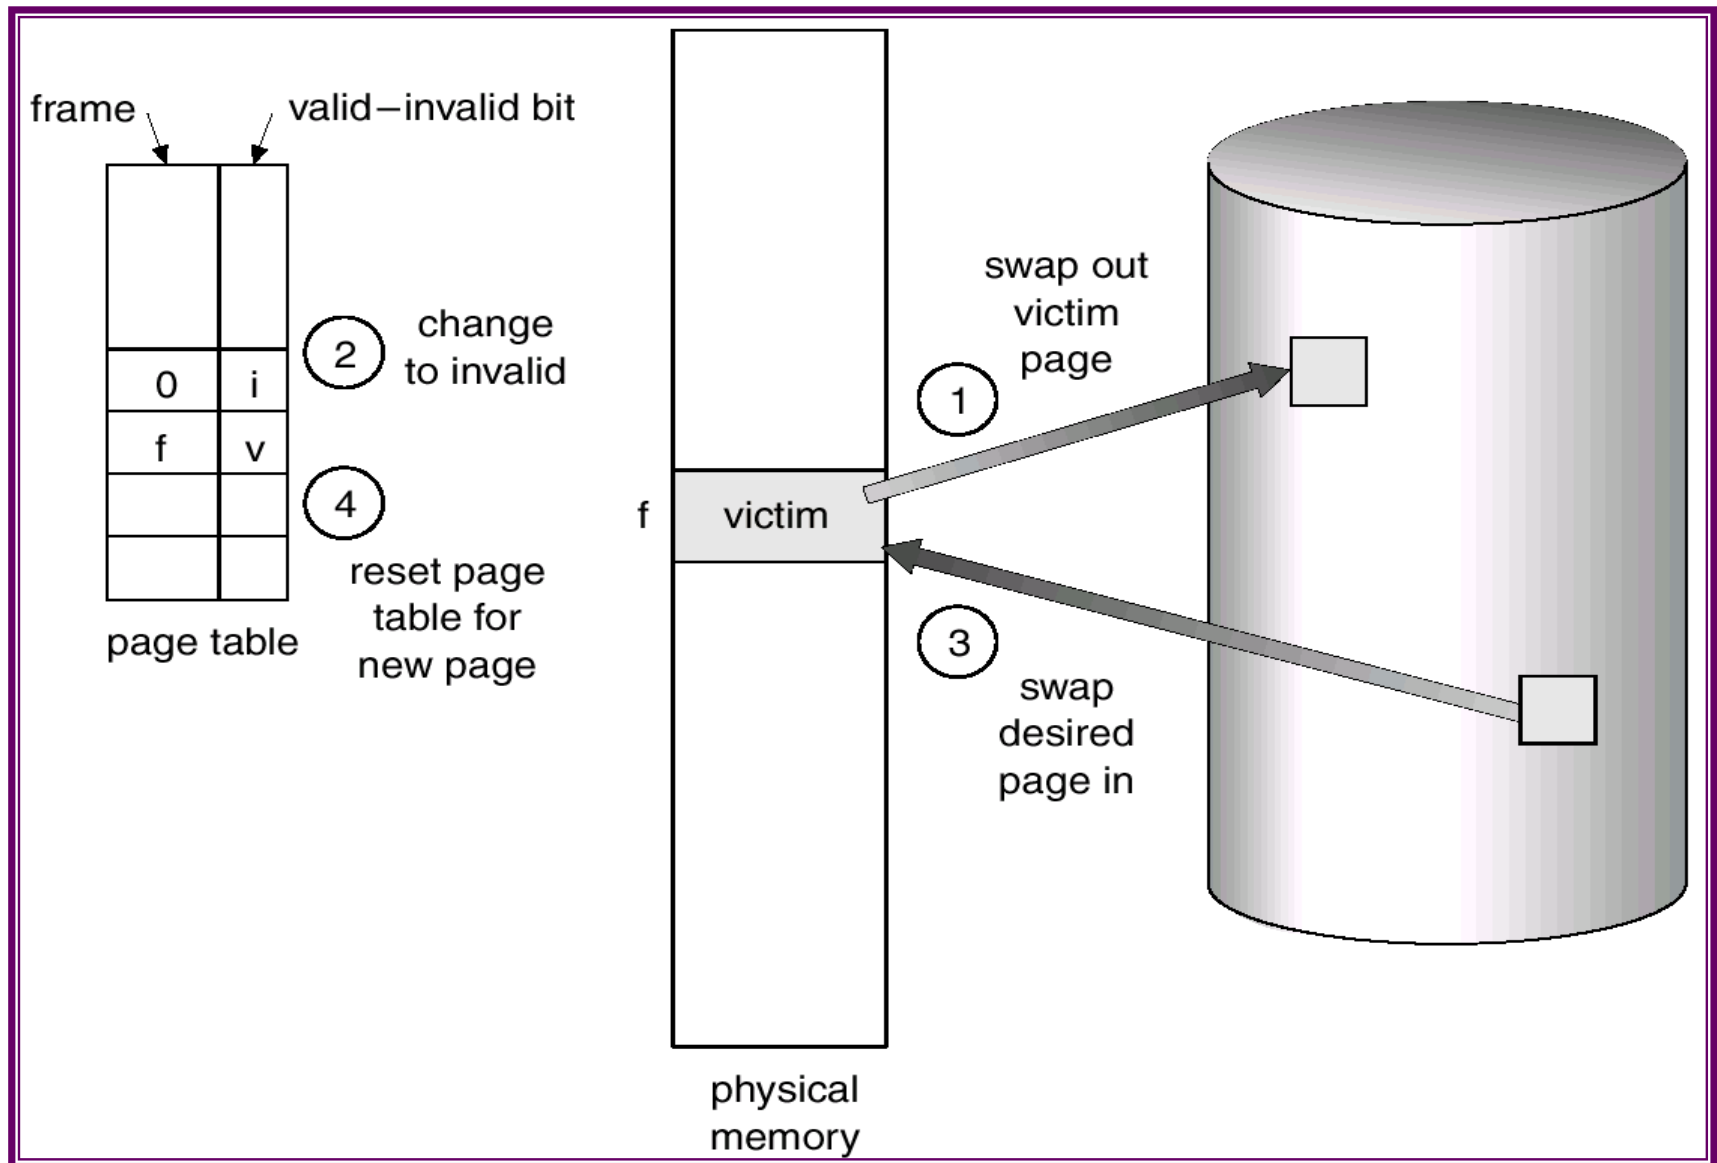 frame
valid–invalid bit
0 i
f v
2
change
to invalid
4
reset page
table for
new page
page table
f
victim
physical
memory
1
swap out
victim
page
3
swap
desired
page in